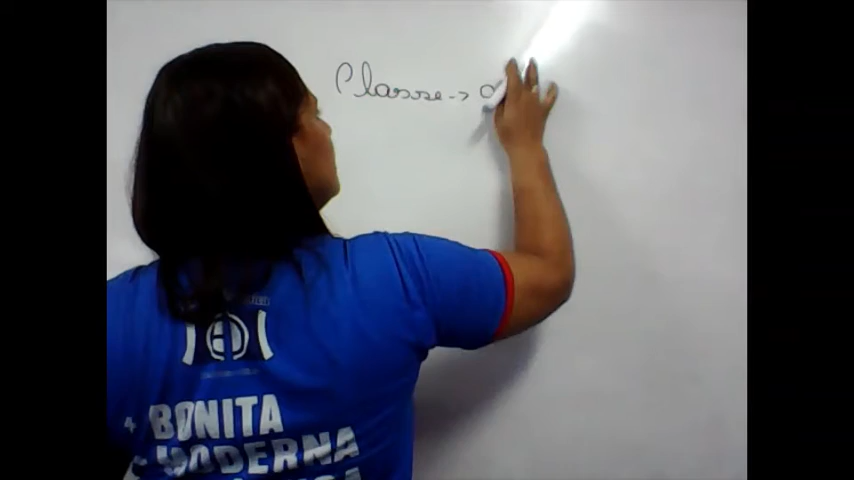 Classe ->
+ BONITA
+ MODERNA